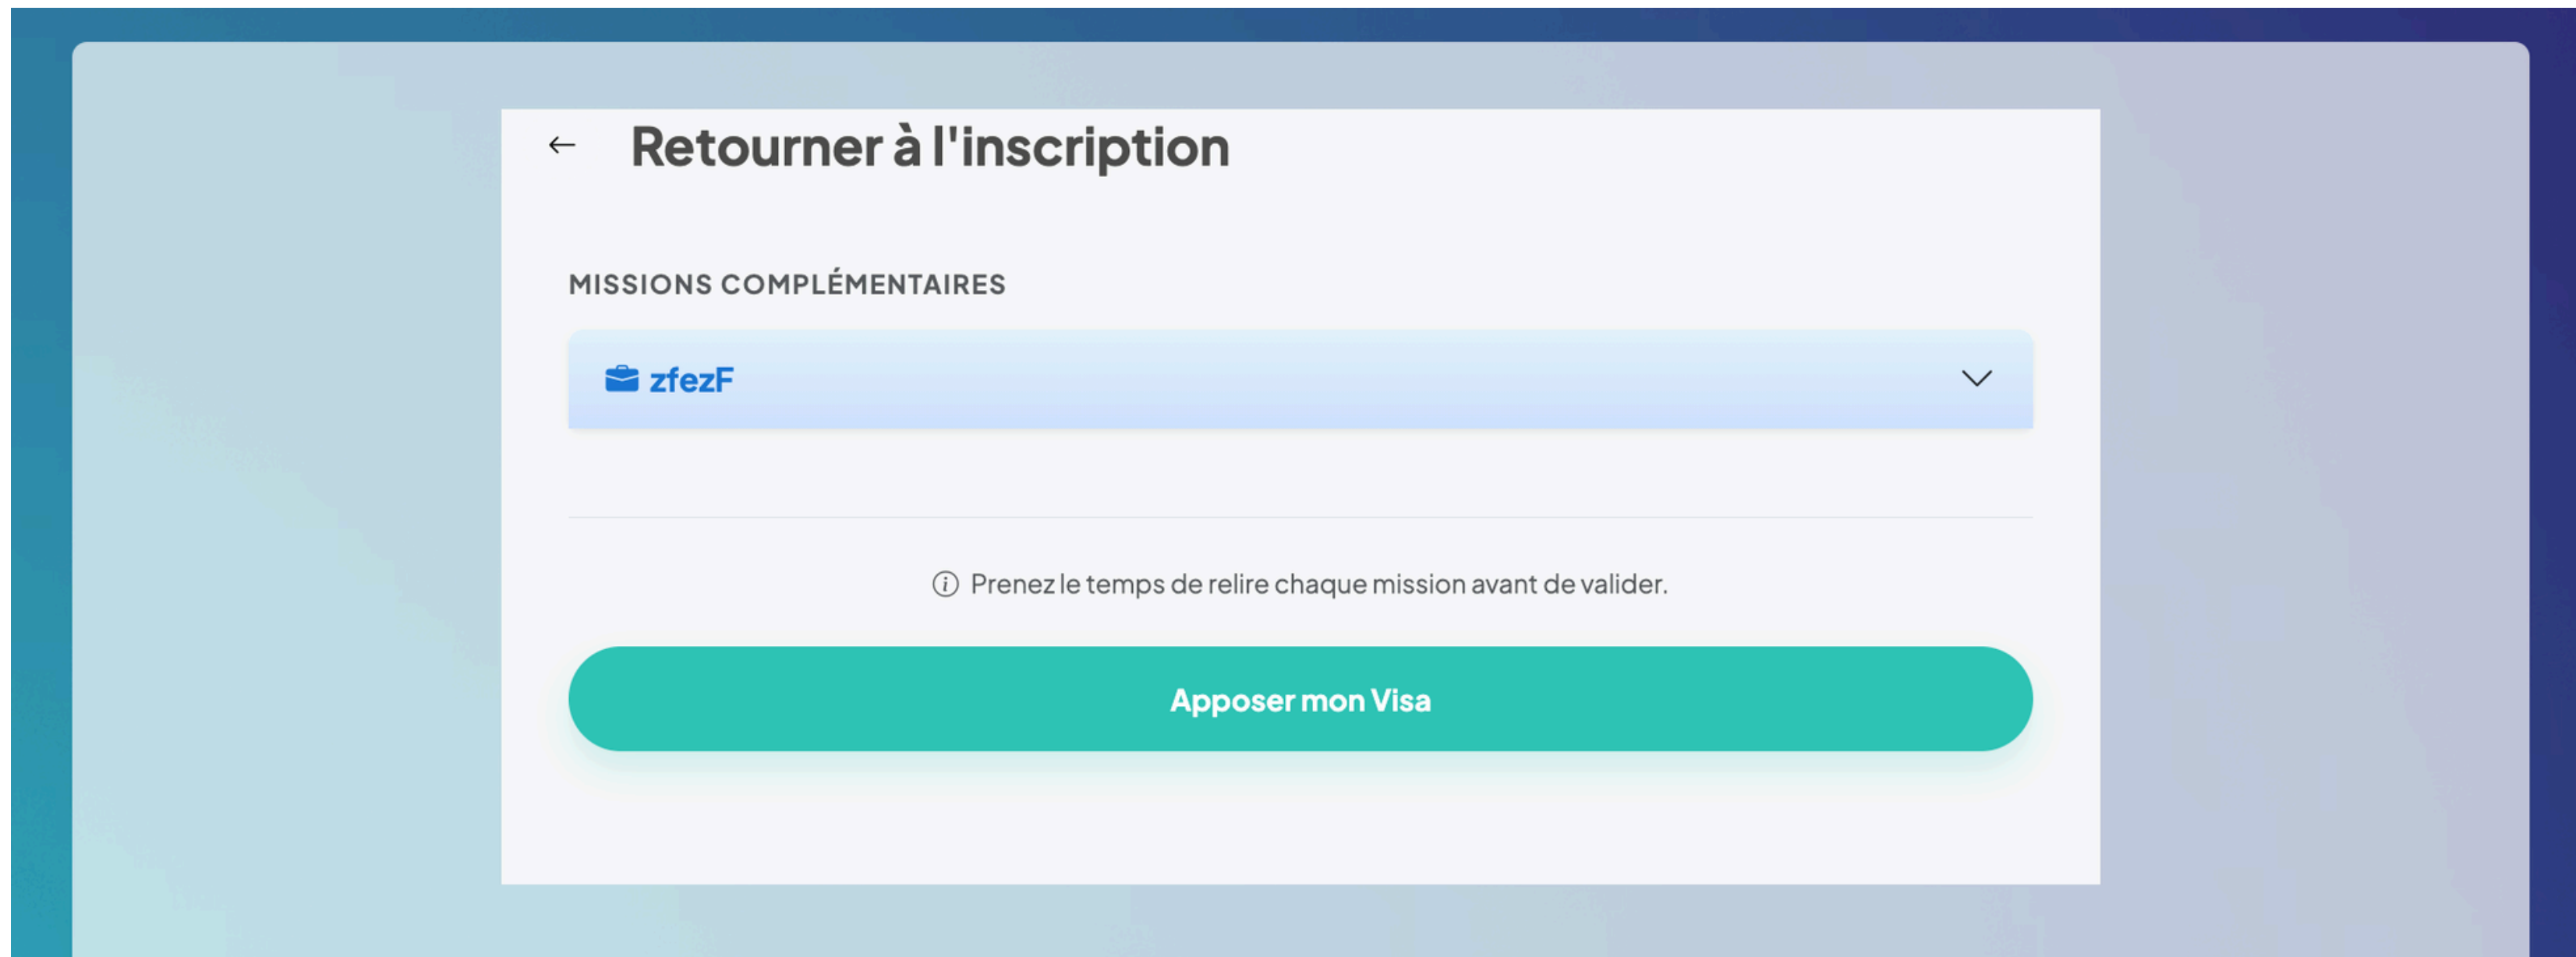 Retourner à l'inscription
MISSIONS COMPLÉMENTAIRES
zfezF
Prenez le temps de relire chaque mission avant de valider.
Apposer mon Visa